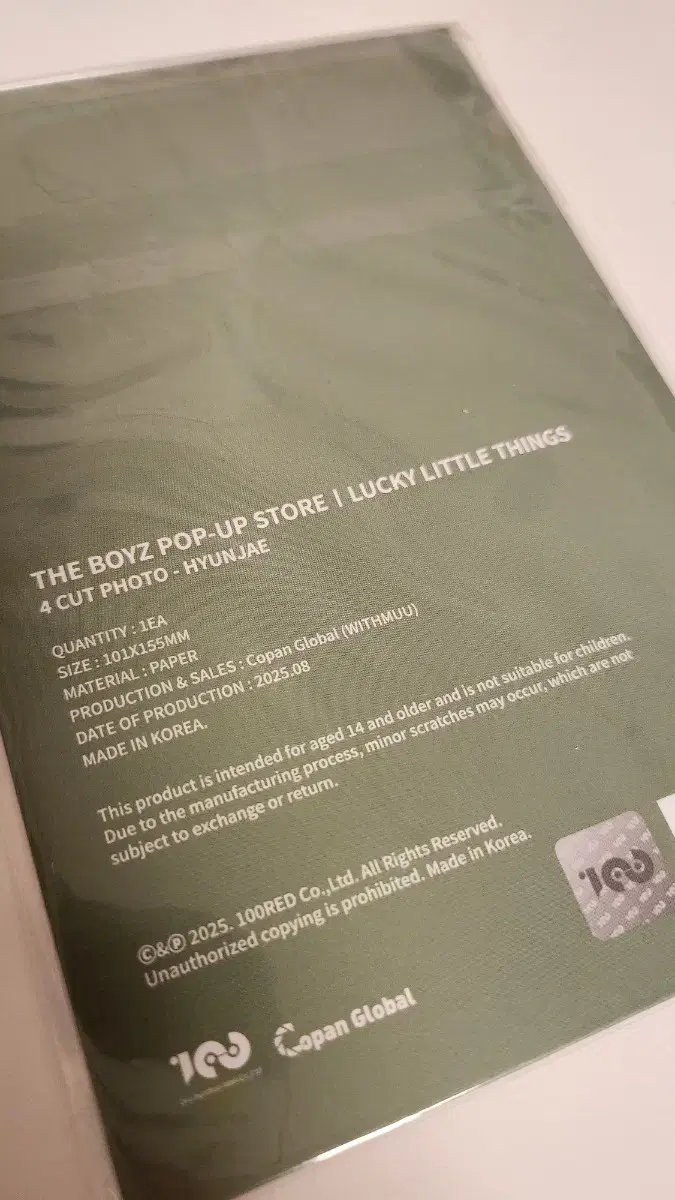 THE BOYZ POP-UP STORE | LUCKY LITTLE THINGS
4 CUT PHOTO - HYUNJAE
QUANTITY : 1EA
SIZE : 101X155MM
MATERIAL : PAPER
PRODUCTION & SALES : Copan Global (WITHMUU)
DATE OF PRODUCTION : 2025.08
MADE IN KOREA.
This product is intended for aged 14 and older and is not suitable for children.
Due to the manufacturing process, minor scratches may occur, which are not
subject to exchange or return.
©&℗ 2025. 100RED Co.,Ltd. All Rights Reserved.
Unauthorized copying is prohibited. Made in Korea.
100
100
Copan Global